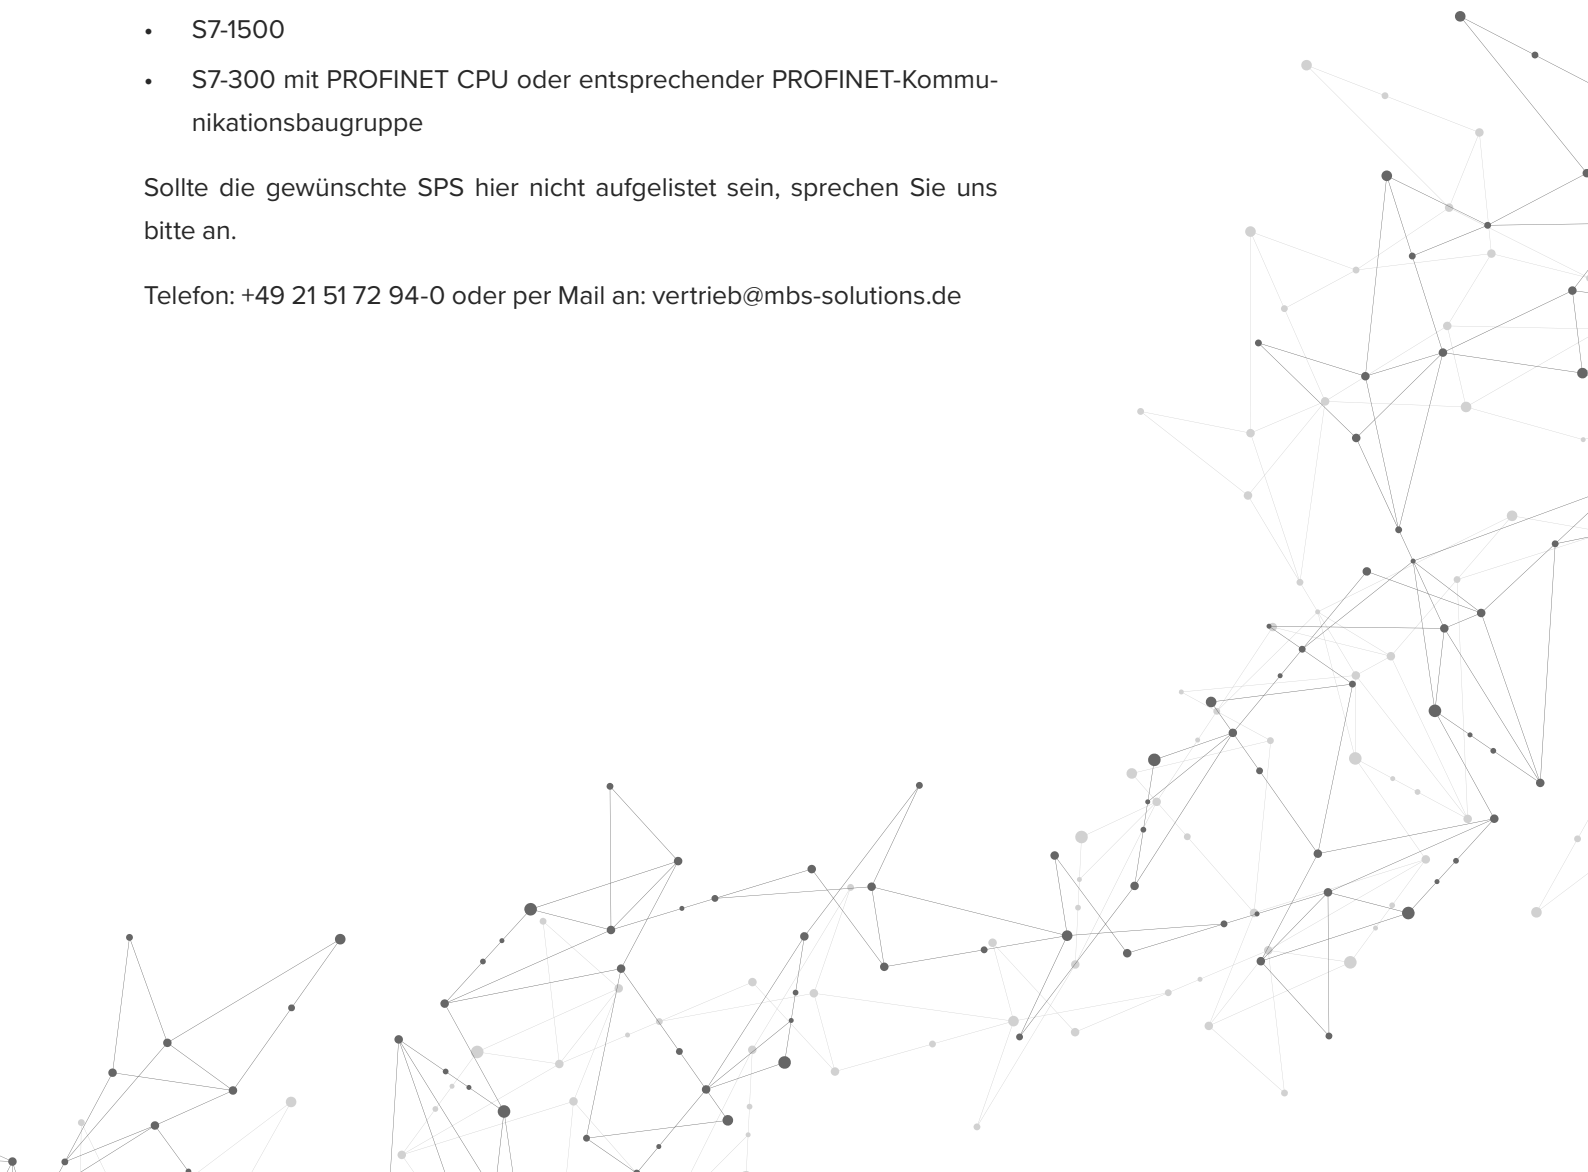 • S7-1500
• S7-300 mit PROFINET CPU oder entsprechender PROFINET-Kommu-
nikationsbaugruppe
Sollte die gewünschte SPS hier nicht aufgelistet sein, sprechen Sie uns
bitte an.
Telefon: +49 21 51 72 94-0 oder per Mail an: vertrieb@mbs-solutions.de